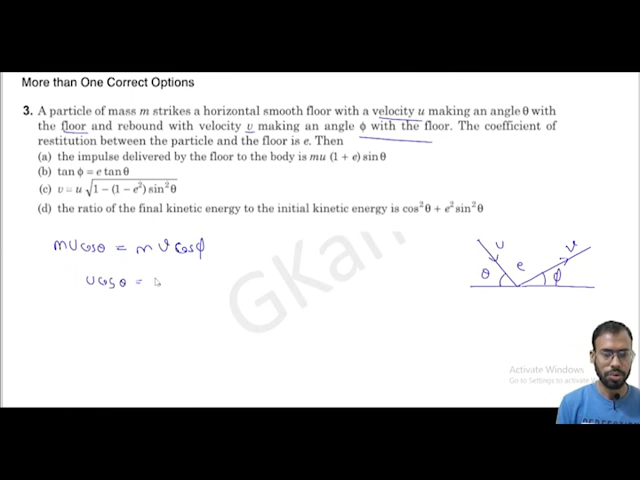 More than One Correct Options
3. A particle of mass m strikes a horizontal smooth floor with a velocity u making an angle θ with
the floor and rebound with velocity v making an angle ϕ with the floor. The coefficient of
restitution between the particle and the floor is e. Then
(a) the impulse delivered by the floor to the body is mu (1 + e) sin θ
(b) tan ϕ = e tan θ
(c) v = u √(1 − (1 − e²) sin²θ)
(d) the ratio of the final kinetic energy to the initial kinetic energy is cos²θ + e² sin²θ
mucosθ = m v cosϕ
ucosθ =
u v
θ e ϕ
GKan
Activate Windows
Go to Settings to activate